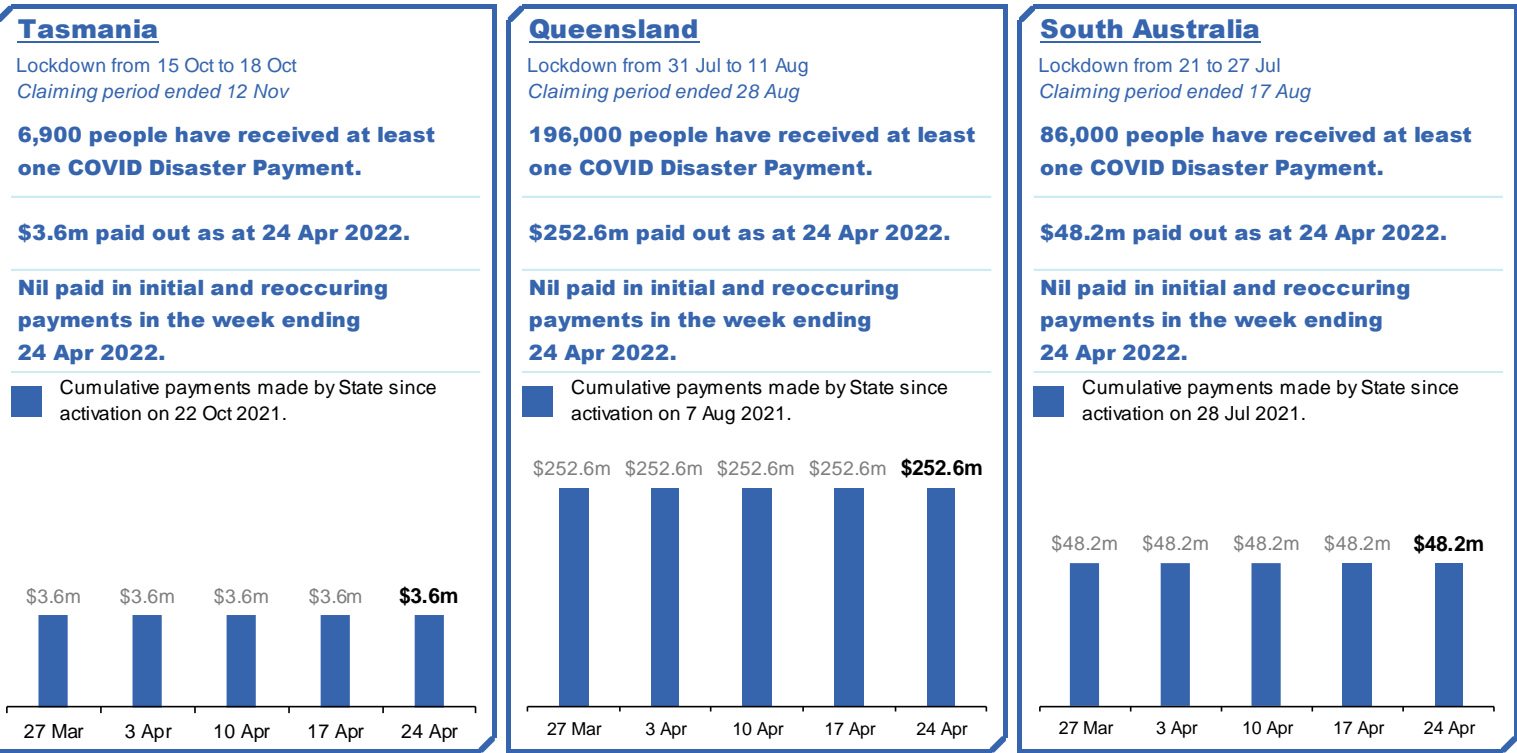 Tasmania
Lockdown from 15 Oct to 18 Oct
Claiming period ended 12 Nov
6,900 people have received at least
one COVID Disaster Payment.
$3.6m paid out as at 24 Apr 2022.
Nil paid in initial and reoccuring
payments in the week ending
24 Apr 2022.
Cumulative payments made by State since
activation on 22 Oct 2021.
$3.6m $3.6m $3.6m $3.6m $3.6m
27 Mar 3 Apr 10 Apr 17 Apr 24 Apr
Queensland
Lockdown from 31 Jul to 11 Aug
Claiming period ended 28 Aug
196,000 people have received at least
one COVID Disaster Payment.
$252.6m paid out as at 24 Apr 2022.
Nil paid in initial and reoccuring
payments in the week ending
24 Apr 2022.
Cumulative payments made by State since
activation on 7 Aug 2021.
$252.6m $252.6m $252.6m $252.6m $252.6m
27 Mar 3 Apr 10 Apr 17 Apr 24 Apr
South Australia
Lockdown from 21 to 27 Jul
Claiming period ended 17 Aug
86,000 people have received at least
one COVID Disaster Payment.
$48.2m paid out as at 24 Apr 2022.
Nil paid in initial and reoccuring
payments in the week ending
24 Apr 2022.
Cumulative payments made by State since
activation on 28 Jul 2021.
$48.2m $48.2m $48.2m $48.2m $48.2m
27 Mar 3 Apr 10 Apr 17 Apr 24 Apr